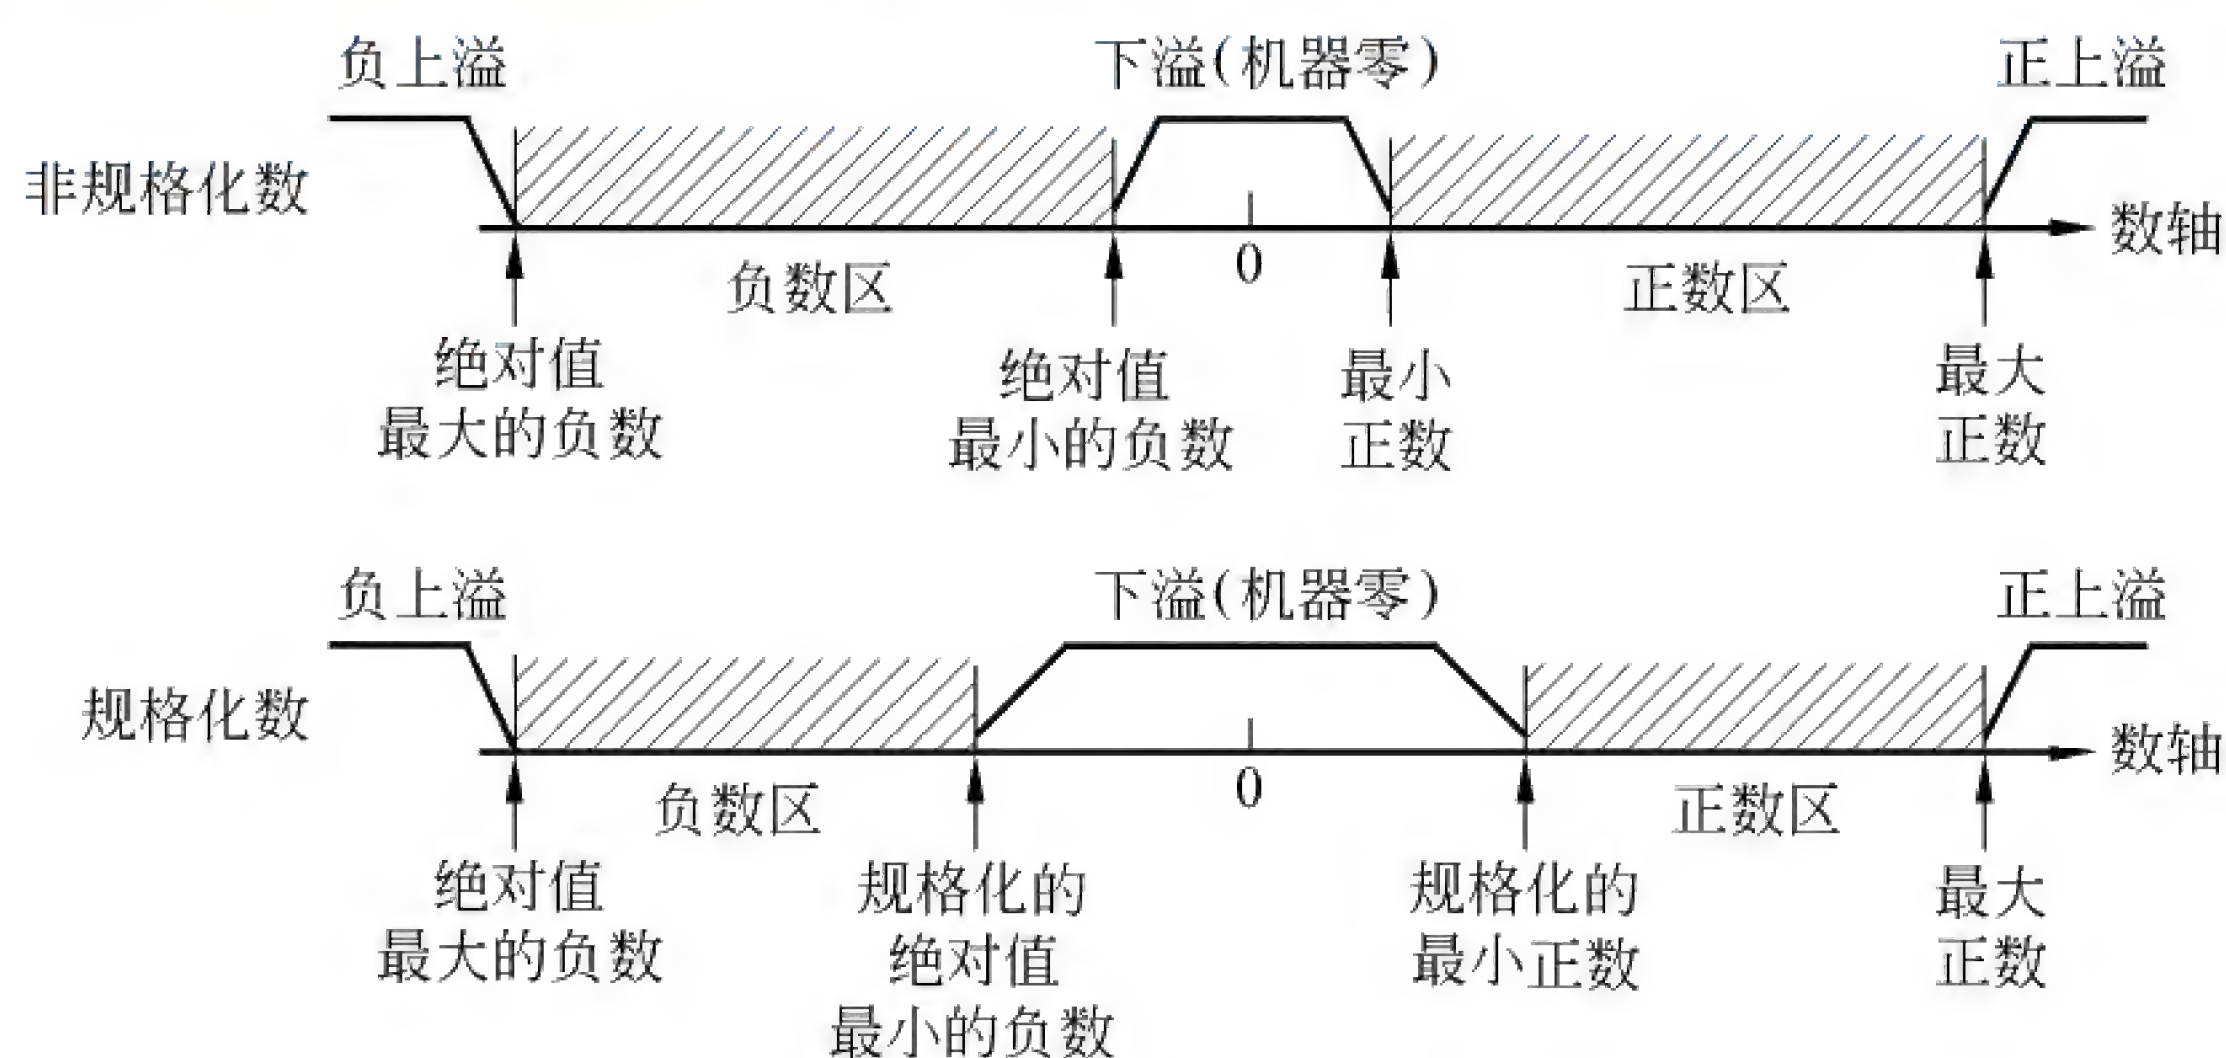 负上溢
下溢(机器零)
正上溢
非规格化数
数轴
0
负数区
正数区
绝对值
最大的负数
绝对值
最小的负数
最小
正数
最大
正数
负上溢
下溢(机器零)
正上溢
规格化数
数轴
0
负数区
正数区
绝对值
最大的负数
规格化的
绝对值
最小的负数
规格化的
最小正数
最大
正数